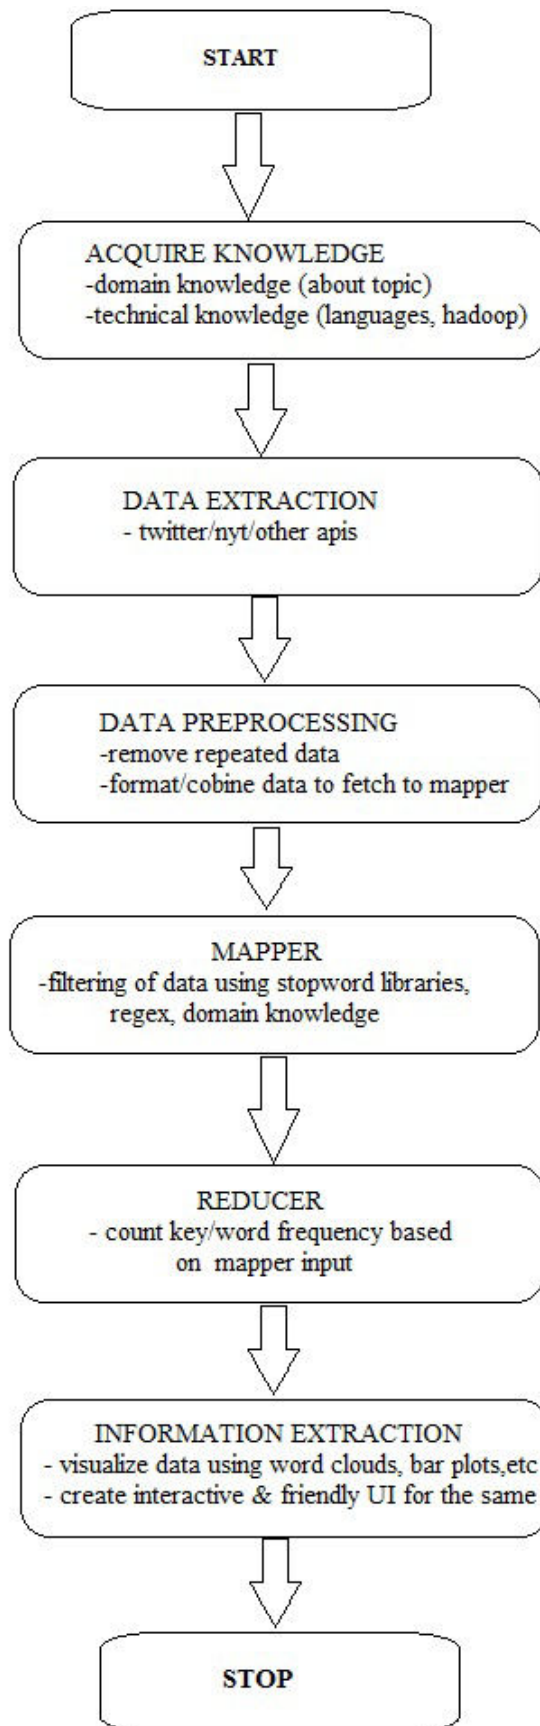 START
ACQUIRE KNOWLEDGE
-domain knowledge (about topic)
-technical knowledge (languages, hadoop)
DATA EXTRACTION
- twitter/nyt/other apis
DATA PREPROCESSING
-remove repeated data
-format/cobine data to fetch to mapper
MAPPER
-filtering of data using stopword libraries,
regex, domain knowledge
REDUCER
- count key/word frequency based
on mapper input
INFORMATION EXTRACTION
- visualize data using word clouds, bar plots,etc
- create interactive & friendly UI for the same
STOP